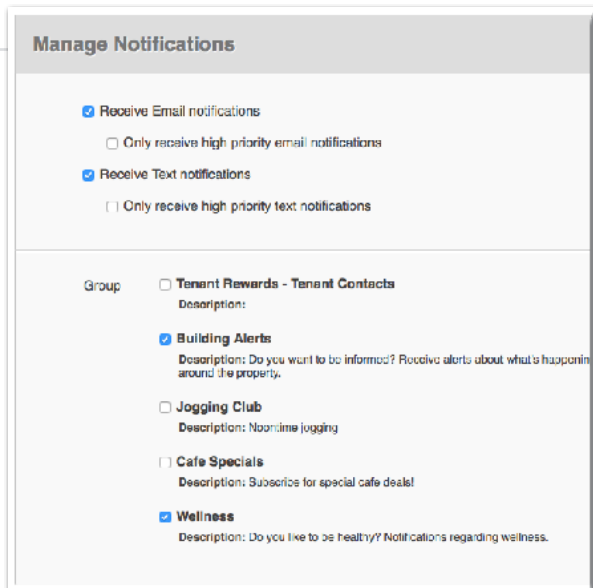 Manage Notifications
Receive Email notifications
Only receive high priority email notifications
Receive Text notifications
Only receive high priority text notifications
Group
Tenant Rewards - Tenant Contacts
Description:
Building Alerts
Description: Do you want to be informed? Receive alerts about what's happenin
around the property.
Jogging Club
Description: Noontime jogging
Cafe Specials
Description: Subscribe for special cafe deals!
Wellness
Description: Do you like to be healthy? Notifications regarding wellness.